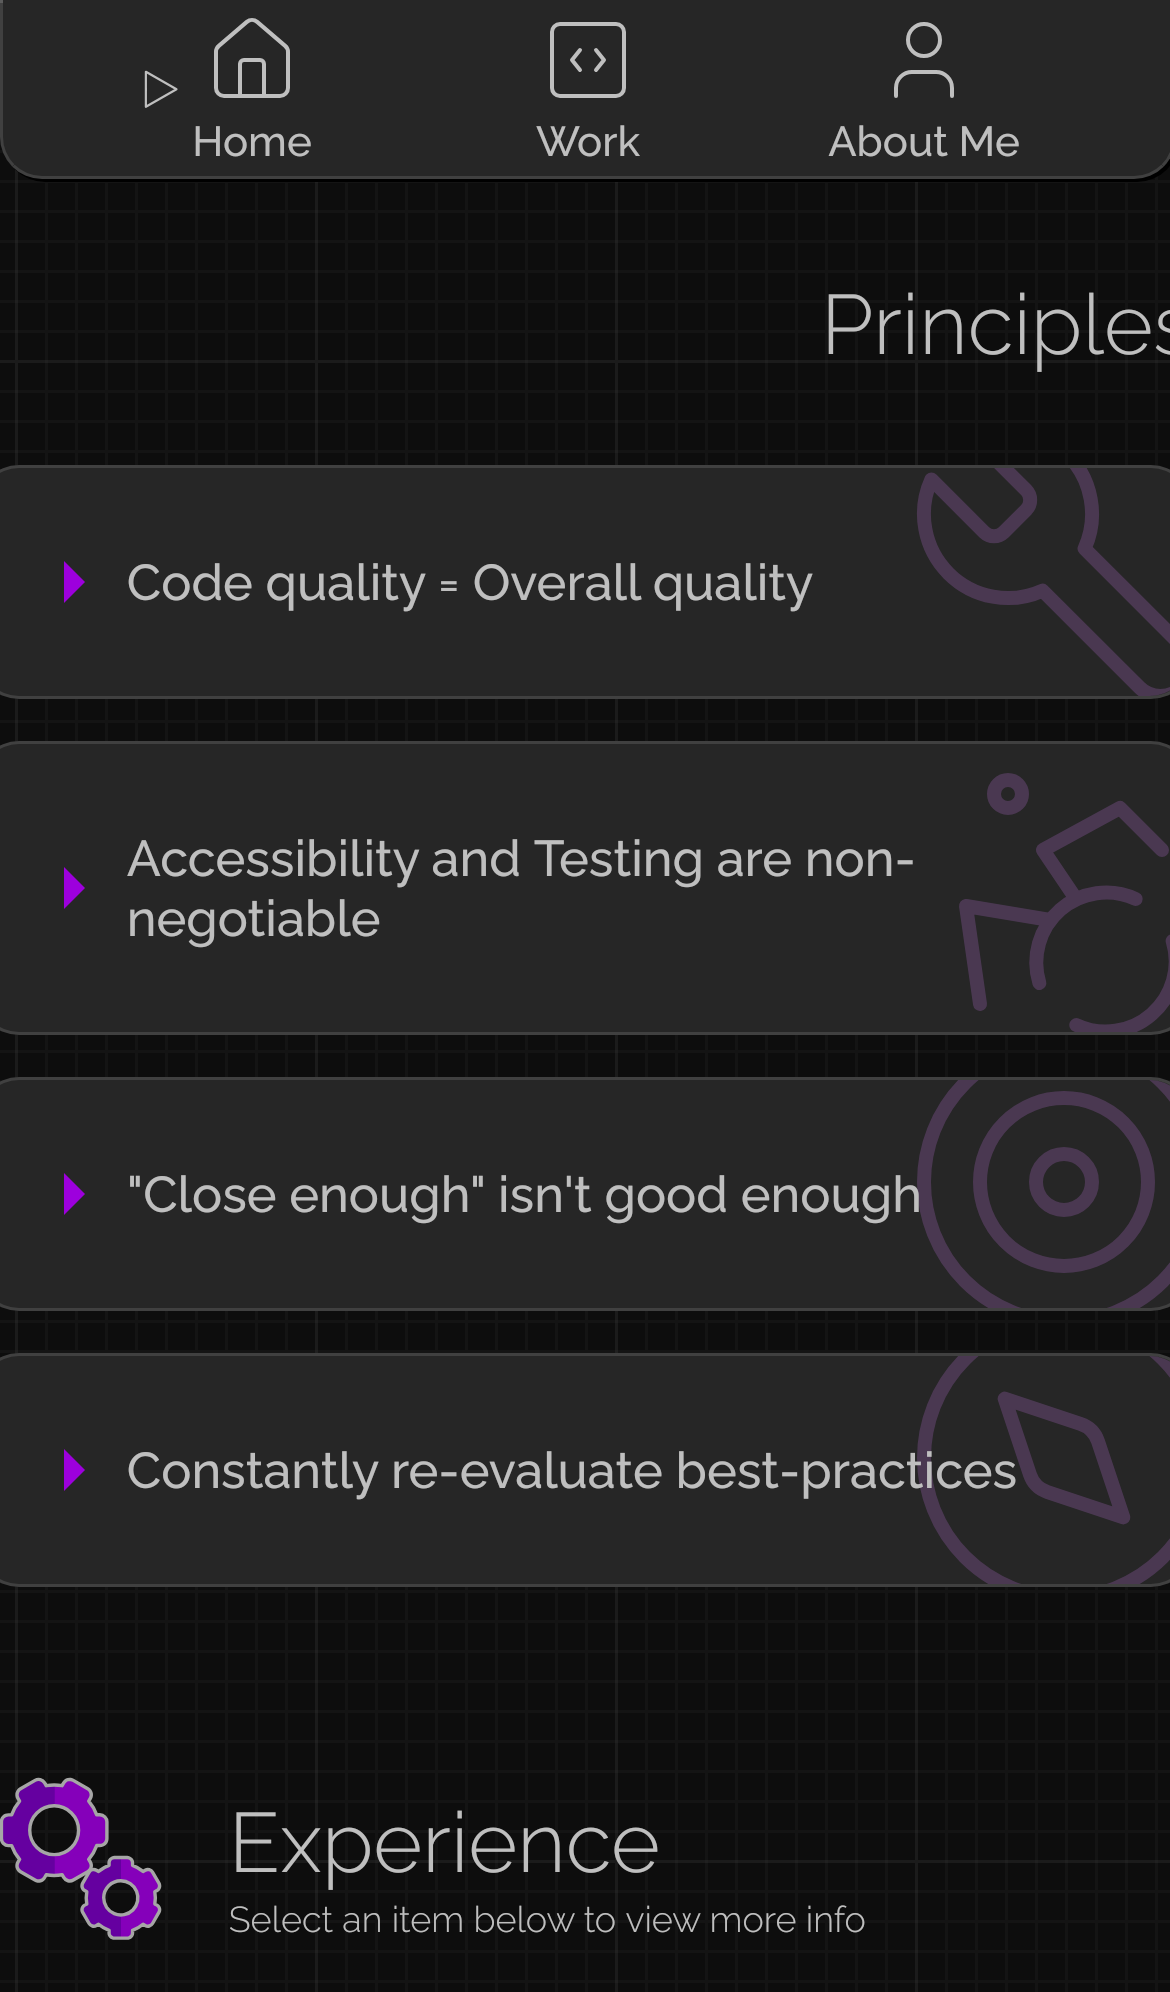 Home
Work
About Me
Principles
Code quality = Overall quality
Accessibility and Testing are non-
negotiable
"Close enough" isn't good enough
Constantly re-evaluate best-practices
Experience
Select an item below to view more info